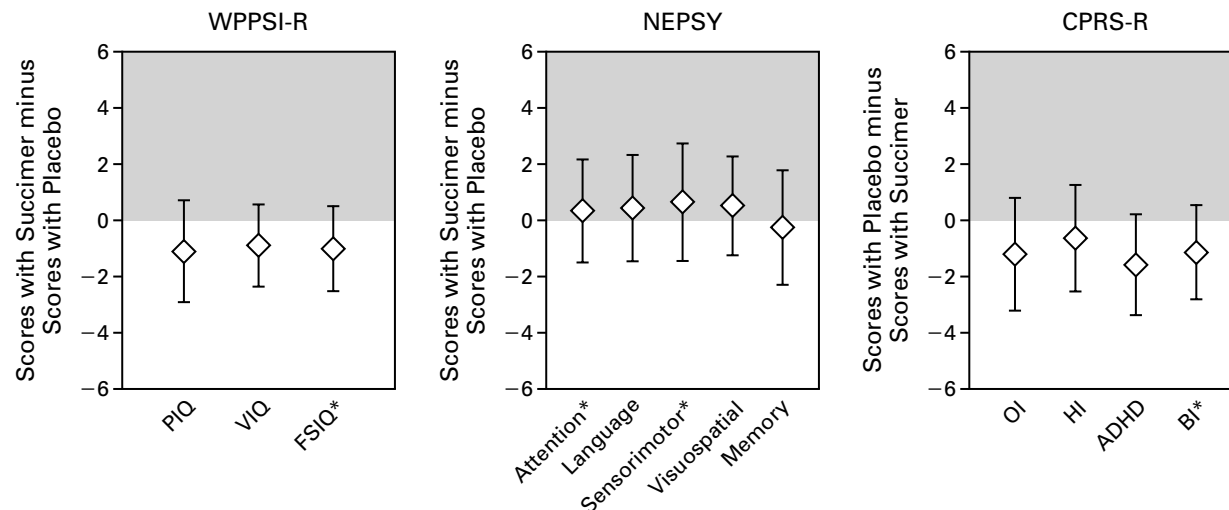 WPPSI-R
Scores with Succimer minus
Scores with Placebo
6
4
2
0
−2
−4
−6
PIQ
VIQ
FSIQ*
NEPSY
Scores with Succimer minus
Scores with Placebo
6
4
2
0
−2
−4
−6
Attention*
Language
Sensorimotor*
Visuospatial
Memory
CPRS-R
Scores with Placebo minus
Scores with Succimer
6
4
2
0
−2
−4
−6
OI
HI
ADHD
BI*